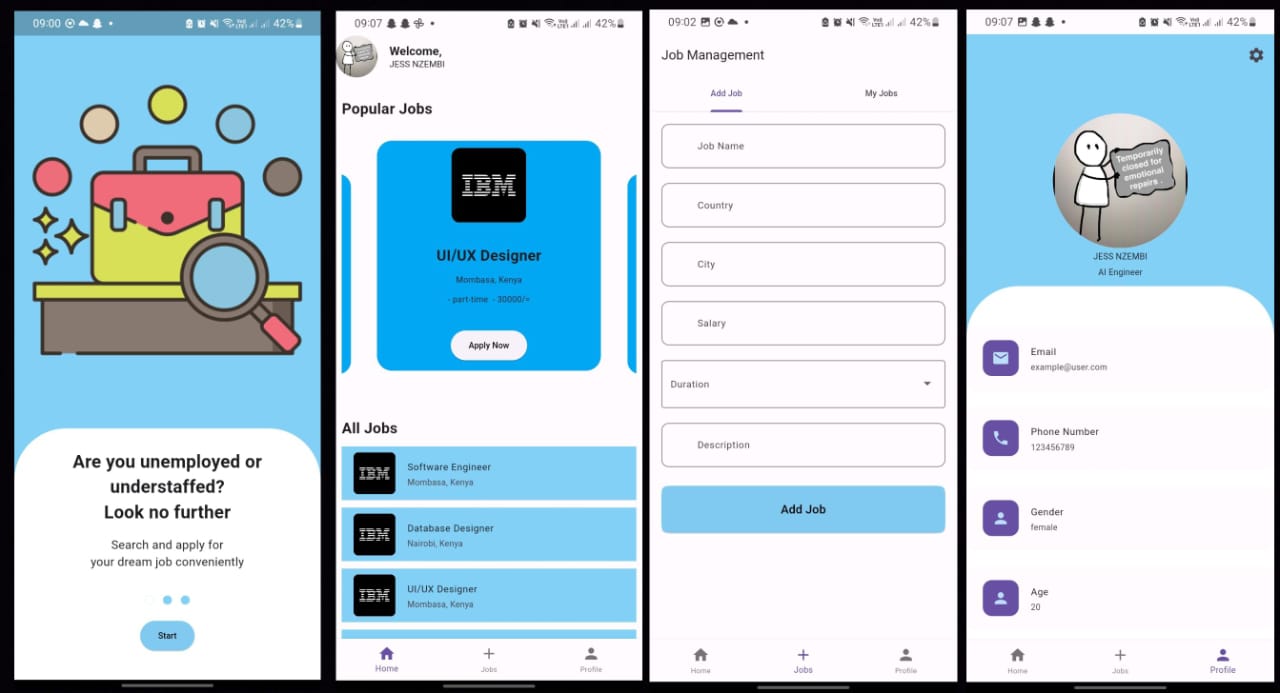 09:00
42%
Are you unemployed or
understaffed?
Look no further
Search and apply for
your dream job conveniently
Start
09:07
42%
Welcome,
JESS NZEMBI
Popular Jobs
IBM
UI/UX Designer
Mombasa, Kenya
- part-time - 30000/=
Apply Now
All Jobs
IBM
Software Engineer
Mombasa, Kenya
IBM
Database Designer
Nairobi, Kenya
IBM
UI/UX Designer
Mombasa, Kenya
Home
Jobs
Profile
09:02
42%
Job Management
Add Job
My Jobs
Job Name
Country
City
Salary
Duration
Description
Add Job
Home
Jobs
Profile
09:07
42%
Temporarily
closed for
emotional
repairs .
JESS NZEMBI
AI Engineer
Email
example@user.com
Phone Number
123456789
Gender
female
Age
20
Home
Jobs
Profile